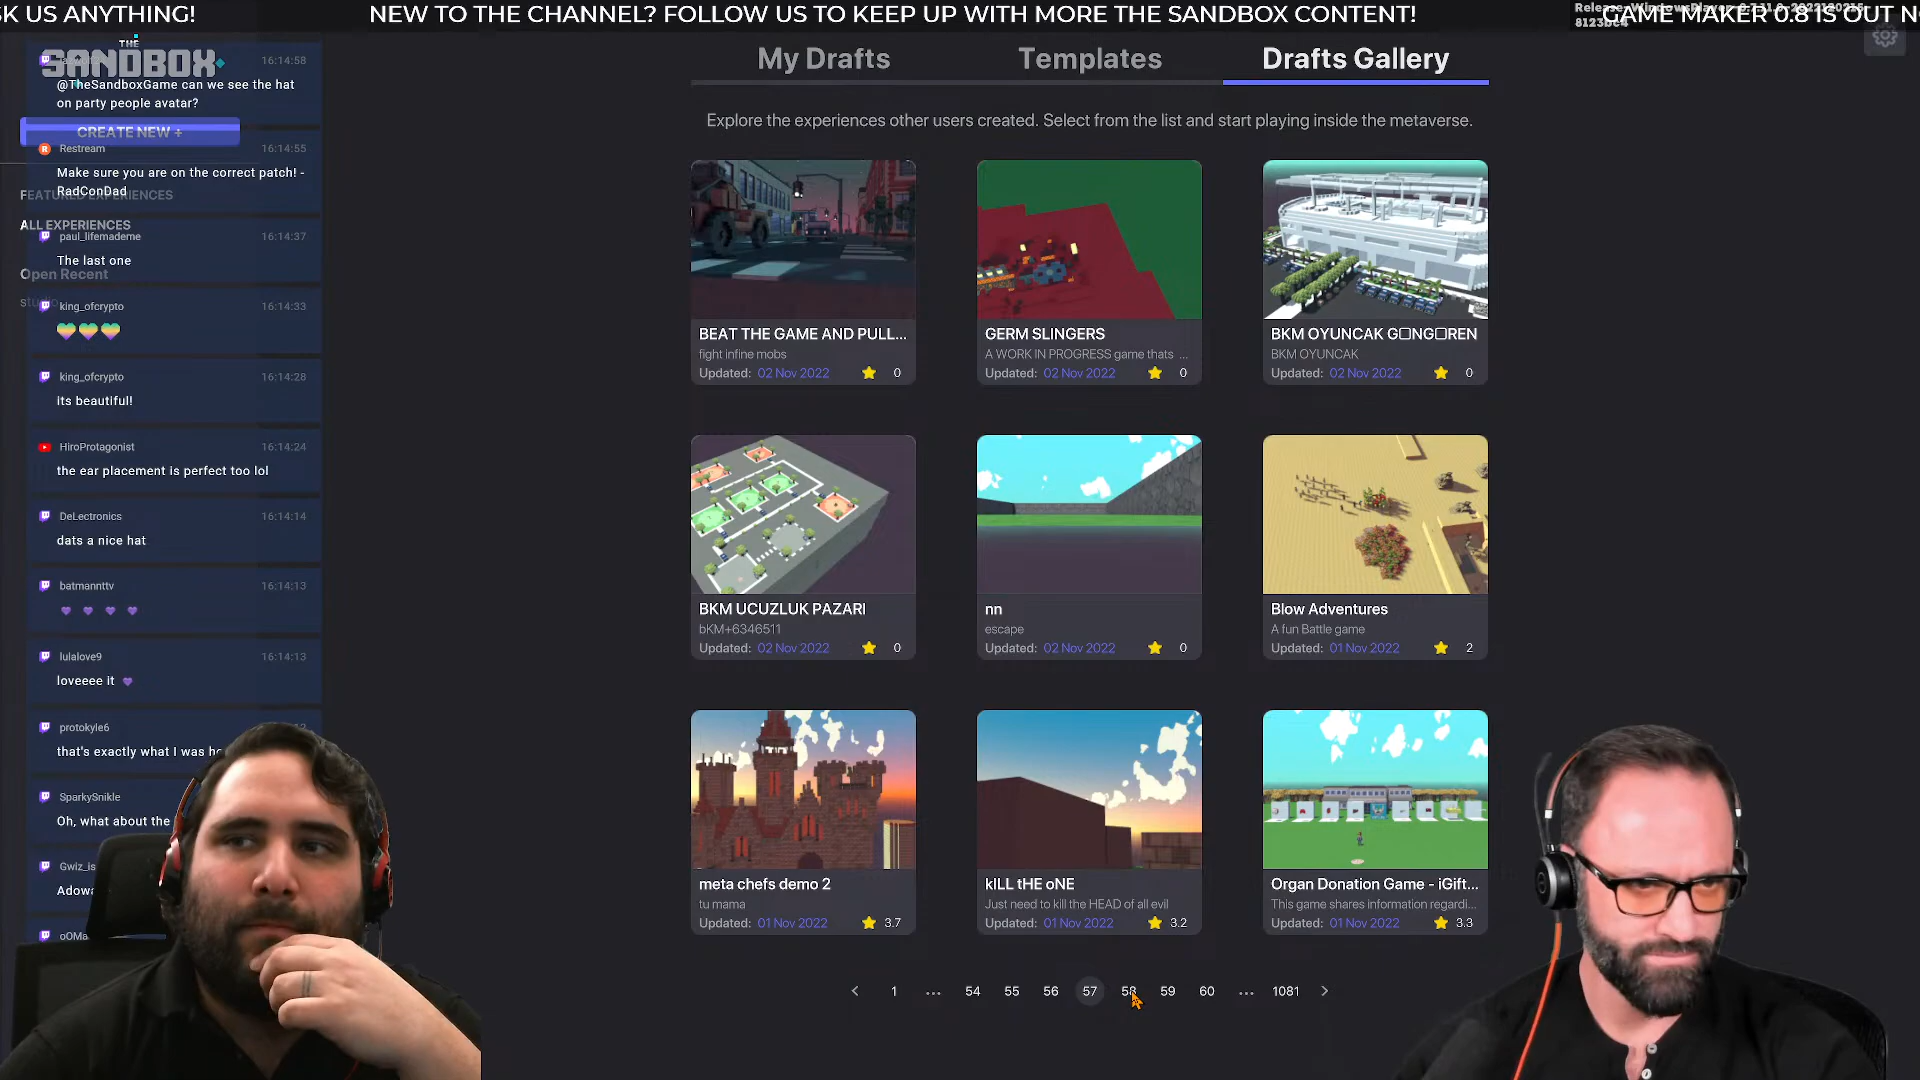 SK US ANYTHING!
NEW TO THE CHANNEL? FOLLOW US TO KEEP UP WITH MORE THE SANDBOX CONTENT!
GAME MAKER 0.8 IS OUT N
8123DC4
THE
SANDBOX
16:14:58
@TheSandboxGame can we see the hat
on party people avatar?
CREATE NEW +
Restream
16:14:55
Make sure you are on the correct patch! -
RadConDad
FEATURED EXPERIENCES
ALL EXPERIENCES
paul_lifemademe
16:14:37
The last one
Open Recent
king_ofcrypto
16:14:33
king_ofcrypto
16:14:28
its beautiful!
HiroProtagonist
16:14:24
the ear placement is perfect too lol
DeLectronics
16:14:14
dats a nice hat
batmannttv
16:14:13
lulalove9
16:14:13
loveeee it
protokyle6
that's exactly what I was h
SparkySnikle
Oh, what about the
Gwiz_is
Adowa
oOMa
My Drafts
Templates
Drafts Gallery
Explore the experiences other users created. Select from the list and start playing inside the metaverse.
BEAT THE GAME AND PULL...
fight infine mobs
Updated: 02 Nov 2022
0
GERM SLINGERS
A WORK IN PROGRESS game thats ...
Updated: 02 Nov 2022
0
BKM OYUNCAK G□NG□REN
BKM OYUNCAK
Updated: 02 Nov 2022
0
BKM UCUZLUK PAZARI
bKM+6346511
Updated: 02 Nov 2022
0
nn
escape
Updated: 02 Nov 2022
0
Blow Adventures
A fun Battle game
Updated: 01 Nov 2022
2
meta chefs demo 2
tu mama
Updated: 01 Nov 2022
3.7
kILL tHE oNE
Just need to kill the HEAD of all evil
Updated: 01 Nov 2022
3.2
Organ Donation Game - iGift...
This game shares information regardi...
Updated: 01 Nov 2022
3.3
< 1 ... 54 55 56 57 58 59 60 ... 1081 >